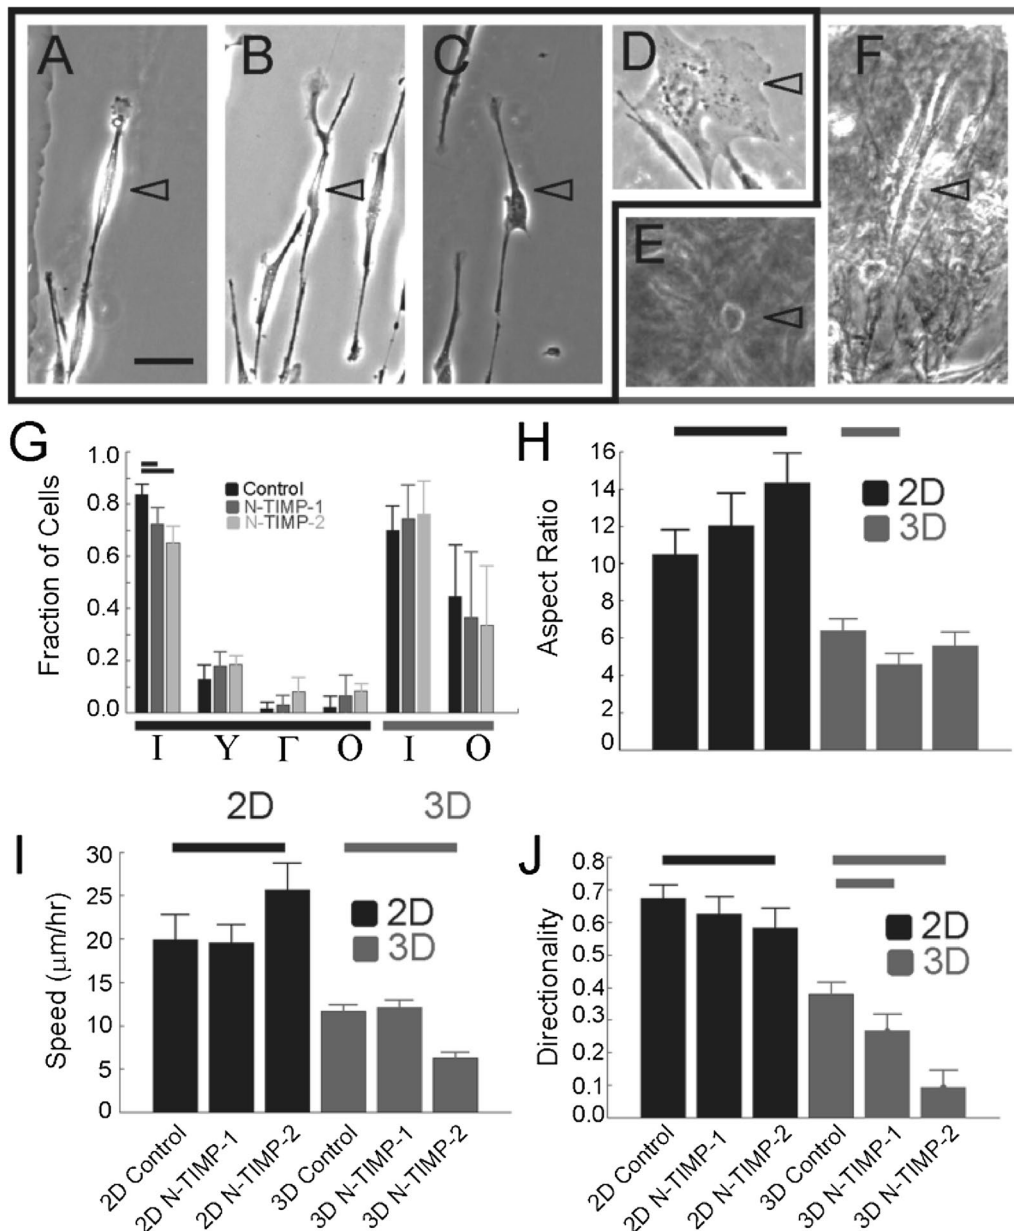 A B C D F
E
G
Fraction of Cells
1.0
0.8
0.6
0.4
0.2
0.0
Control
N-TIMP-1
N-TIMP-2
I Y Γ O I O
2D 3D
H
Aspect Ratio
16
14
12
10
8
6
4
2
0
2D
3D
I
Speed (μm/hr)
30
25
20
15
10
5
0
2D
3D
2D Control
2D N-TIMP-1
2D N-TIMP-2
3D Control
3D N-TIMP-1
3D N-TIMP-2
J
Directionality
0.8
0.7
0.6
0.5
0.4
0.3
0.2
0.1
0.0
2D
3D
2D Control
2D N-TIMP-1
2D N-TIMP-2
3D Control
3D N-TIMP-1
3D N-TIMP-2